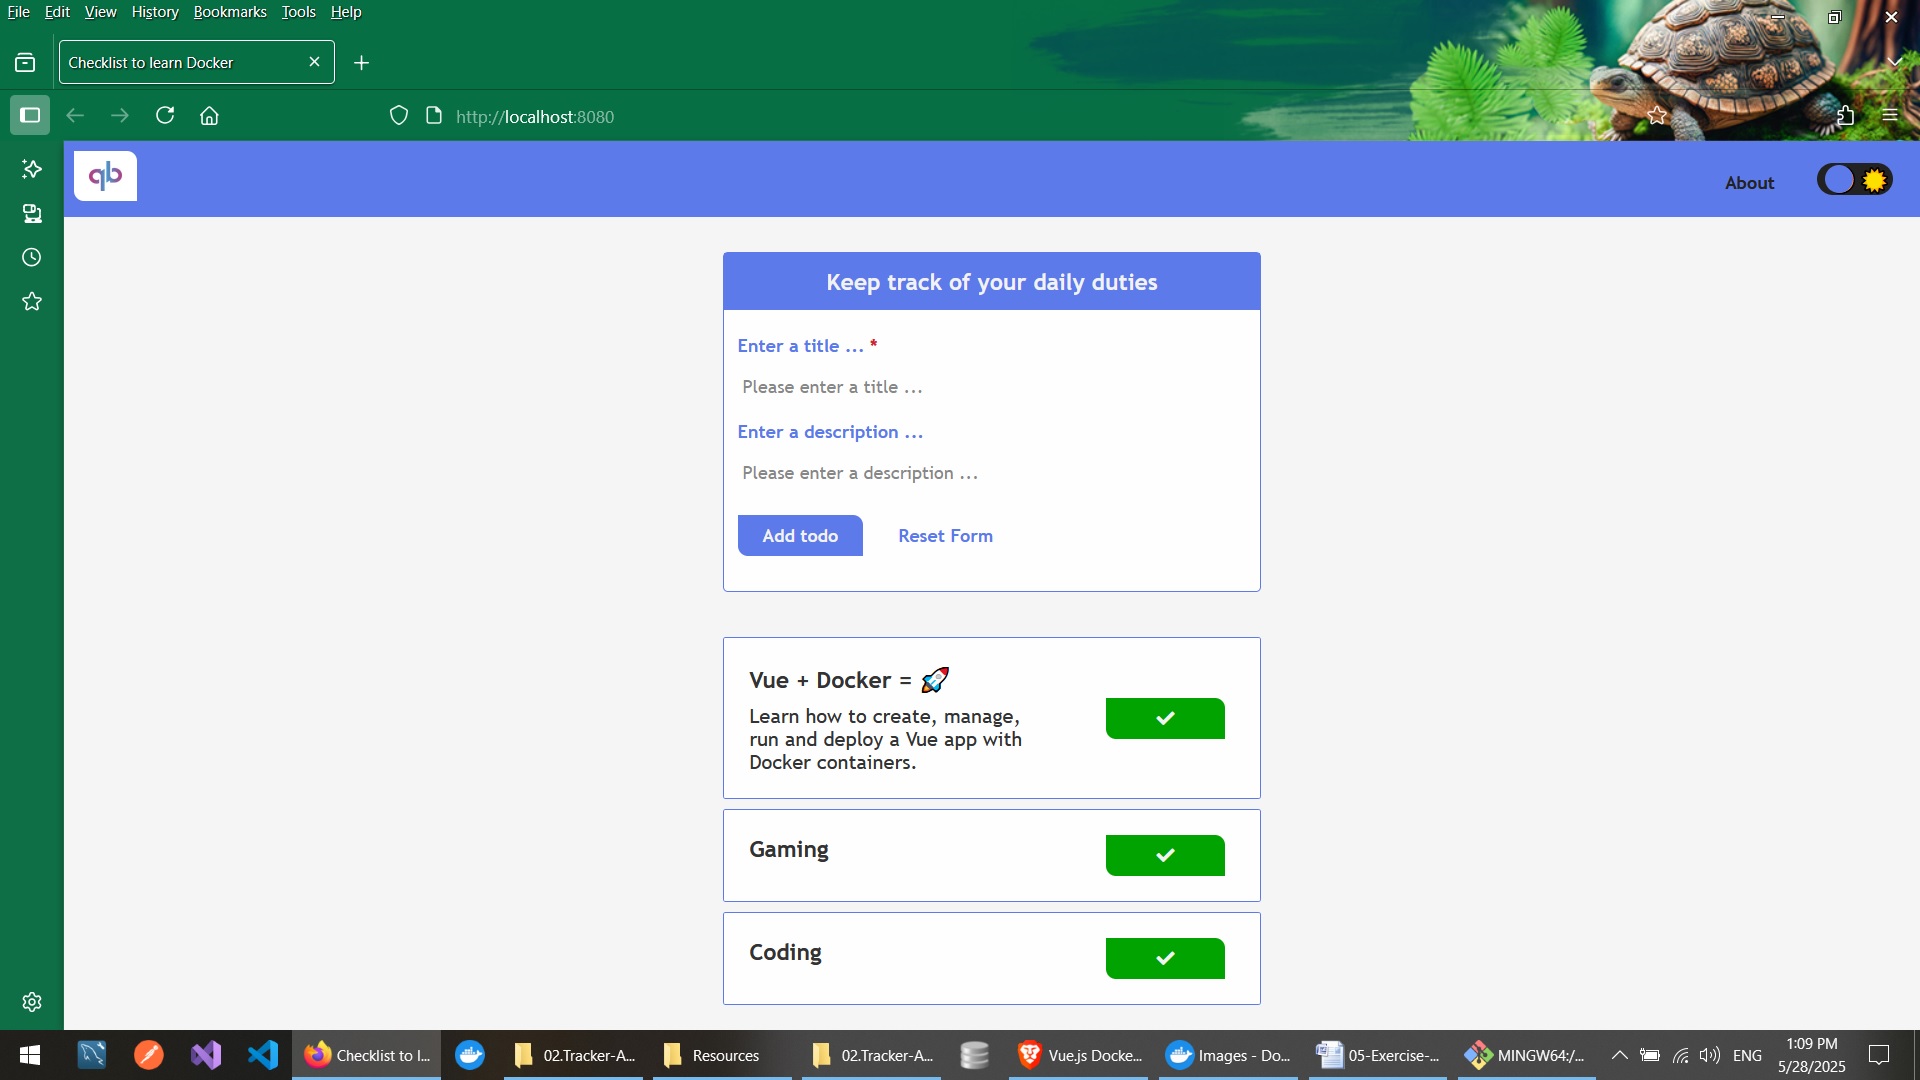 File Edit View History Bookmarks Tools Help
Checklist to learn Docker
http://localhost:8080
qb
About
Keep track of your daily duties
Enter a title ... *
Please enter a title ...
Enter a description ...
Please enter a description ...
Add todo Reset Form
Vue + Docker = 🚀
Learn how to create, manage,
run and deploy a Vue app with
Docker containers.
Gaming
Coding
Checklist to l... 02.Tracker-A... Resources 02.Tracker-A... Vue.js Docke... Images - Do... 05-Exercise-... MINGW64:/... ENG
1:09 PM
5/28/2025